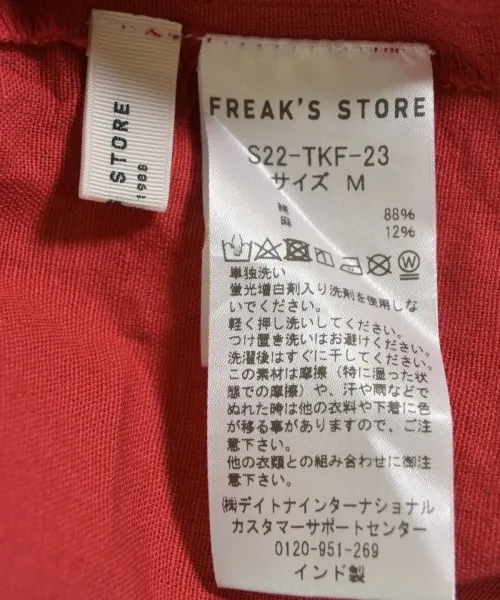 STORE
1988
FREAK'S STORE
S22-TKF-23
サイズ M
綿 88%
麻 12%
単独洗い
蛍光増白剤入り洗剤を使用しな
いでください。
軽く押し洗いしてください。
つけ置き洗いはお避けください。
洗濯後はすぐに干してください。
この素材は摩擦（特に湿った状
態での摩擦）や、汗や雨などで
ぬれた時は他の衣料や下着に色
が移る事がありますので、ご注
意下さい。
他の衣類との組み合わせに御注
意下さい。
㈱デイトナインターナショナル
カスタマーサポートセンター
0120-951-269
インド製